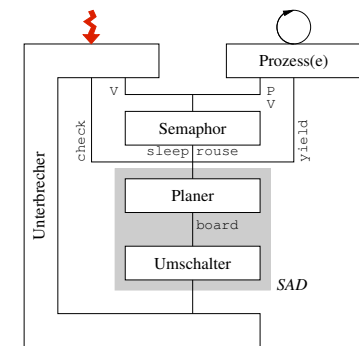 Prozess(e)
V
P
V
check
Semaphor
yield
sleep rouse
Unterbrecher
Planer
board
Umschalter
SAD